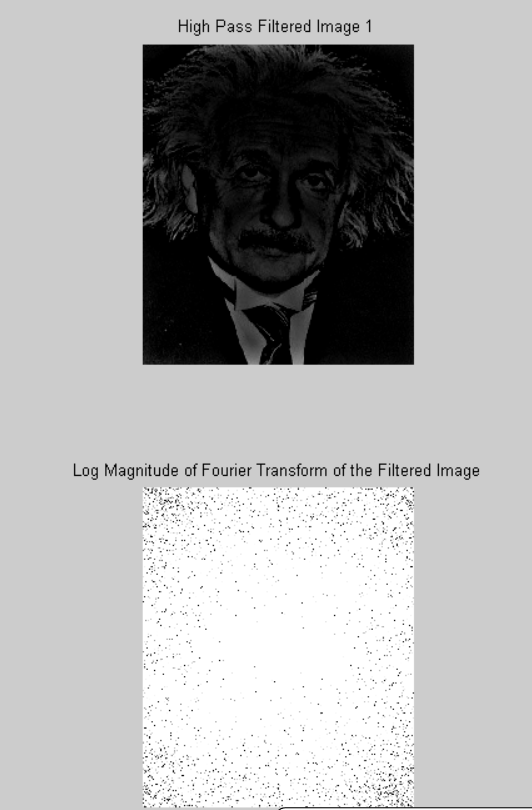 High Pass Filtered Image 1
Log Magnitude of Fourier Transform of the Filtered Image